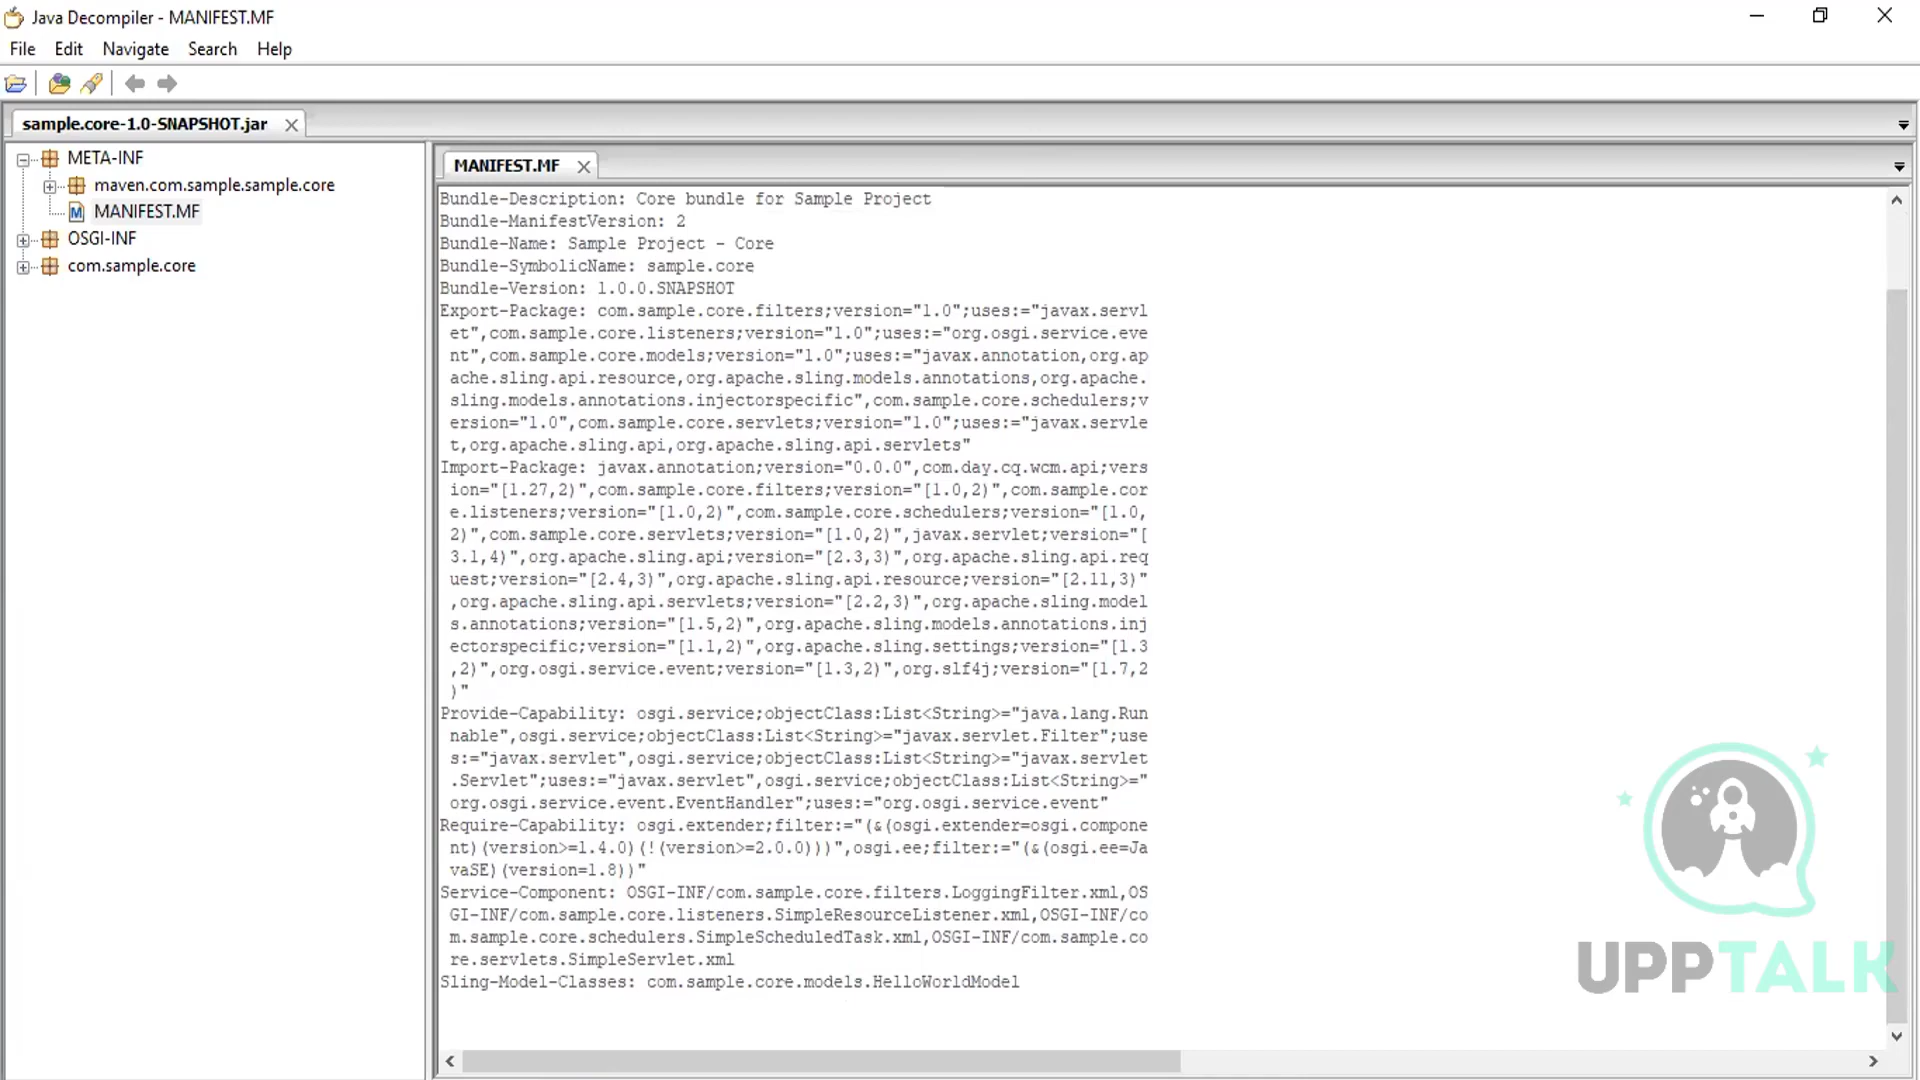 Java Decompiler - MANIFEST.MF
File Edit Navigate Search Help
sample.core-1.0-SNAPSHOT.jar
META-INF
maven.com.sample.sample.core
MANIFEST.MF
OSGI-INF
com.sample.core
MANIFEST.MF
Bundle-Description: Core bundle for Sample Project
Bundle-ManifestVersion: 2
Bundle-Name: Sample Project - Core
Bundle-SymbolicName: sample.core
Bundle-Version: 1.0.0.SNAPSHOT
Export-Package: com.sample.core.filters;version="1.0";uses:="javax.servl
et",com.sample.core.listeners;version="1.0";uses:="org.osgi.service.eve
nt",com.sample.core.models;version="1.0";uses:="javax.annotation,org.ap
ache.sling.api.resource,org.apache.sling.models.annotations,org.apache.
sling.models.annotations.injectorspecific",com.sample.core.schedulers;v
ersion="1.0",com.sample.core.servlets;version="1.0";uses:="javax.servle
t,org.apache.sling.api,org.apache.sling.api.servlets"
Import-Package: javax.annotation;version="0.0.0",com.day.cq.wcm.api;vers
ion="[1.27,2)",com.sample.core.filters;version="[1.0,2)",com.sample.cor
e.listeners;version="[1.0,2)",com.sample.core.schedulers;version="[1.0,
2)",com.sample.core.servlets;version="[1.0,2)",javax.servlet;version="[
3.1,4)",org.apache.sling.api;version="[2.3,3)",org.apache.sling.api.req
uest;version="[2.4,3)",org.apache.sling.api.resource;version="[2.11,3)"
,org.apache.sling.api.servlets;version="[2.2,3)",org.apache.sling.model
s.annotations;version="[1.5,2)",org.apache.sling.models.annotations.inj
ectorspecific;version="[1.1,2)",org.apache.sling.settings;version="[1.3
,2)",org.osgi.service.event;version="[1.3,2)",org.slf4j;version="[1.7,2
)"
Provide-Capability: osgi.service;objectClass:List<String>="java.lang.Run
nable",osgi.service;objectClass:List<String>="javax.servlet.Filter";use
s:="javax.servlet",osgi.service;objectClass:List<String>="javax.servlet
.Servlet";uses:="javax.servlet",osgi.service;objectClass:List<String>="
org.osgi.service.event.EventHandler";uses:="org.osgi.service.event"
Require-Capability: osgi.extender;filter:="(&(osgi.extender=osgi.compone
nt)(version>=1.4.0)(!(version>=2.0.0)))",osgi.ee;filter:="(&(osgi.ee=Ja
vaSE)(version=1.8))"
Service-Component: OSGI-INF/com.sample.core.filters.LoggingFilter.xml,OS
GI-INF/com.sample.core.listeners.SimpleResourceListener.xml,OSGI-INF/co
m.sample.core.schedulers.SimpleScheduledTask.xml,OSGI-INF/com.sample.co
re.servlets.SimpleServlet.xml
Sling-Model-Classes: com.sample.core.models.HelloWorldModel
UPPTALK